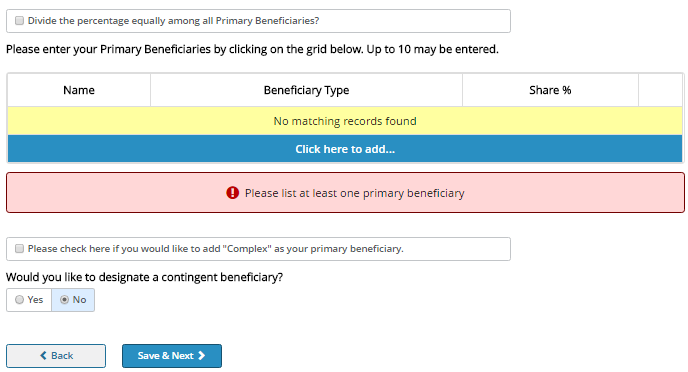 Divide the percentage equally among all Primary Beneficiaries?
Please enter your Primary Beneficiaries by clicking on the grid below. Up to 10 may be entered.
Name Beneficiary Type Share %
No matching records found
Click here to add...
Please list at least one primary beneficiary
Please check here if you would like to add "Complex" as your primary beneficiary.
Would you like to designate a contingent beneficiary?
Yes No
Back Save & Next